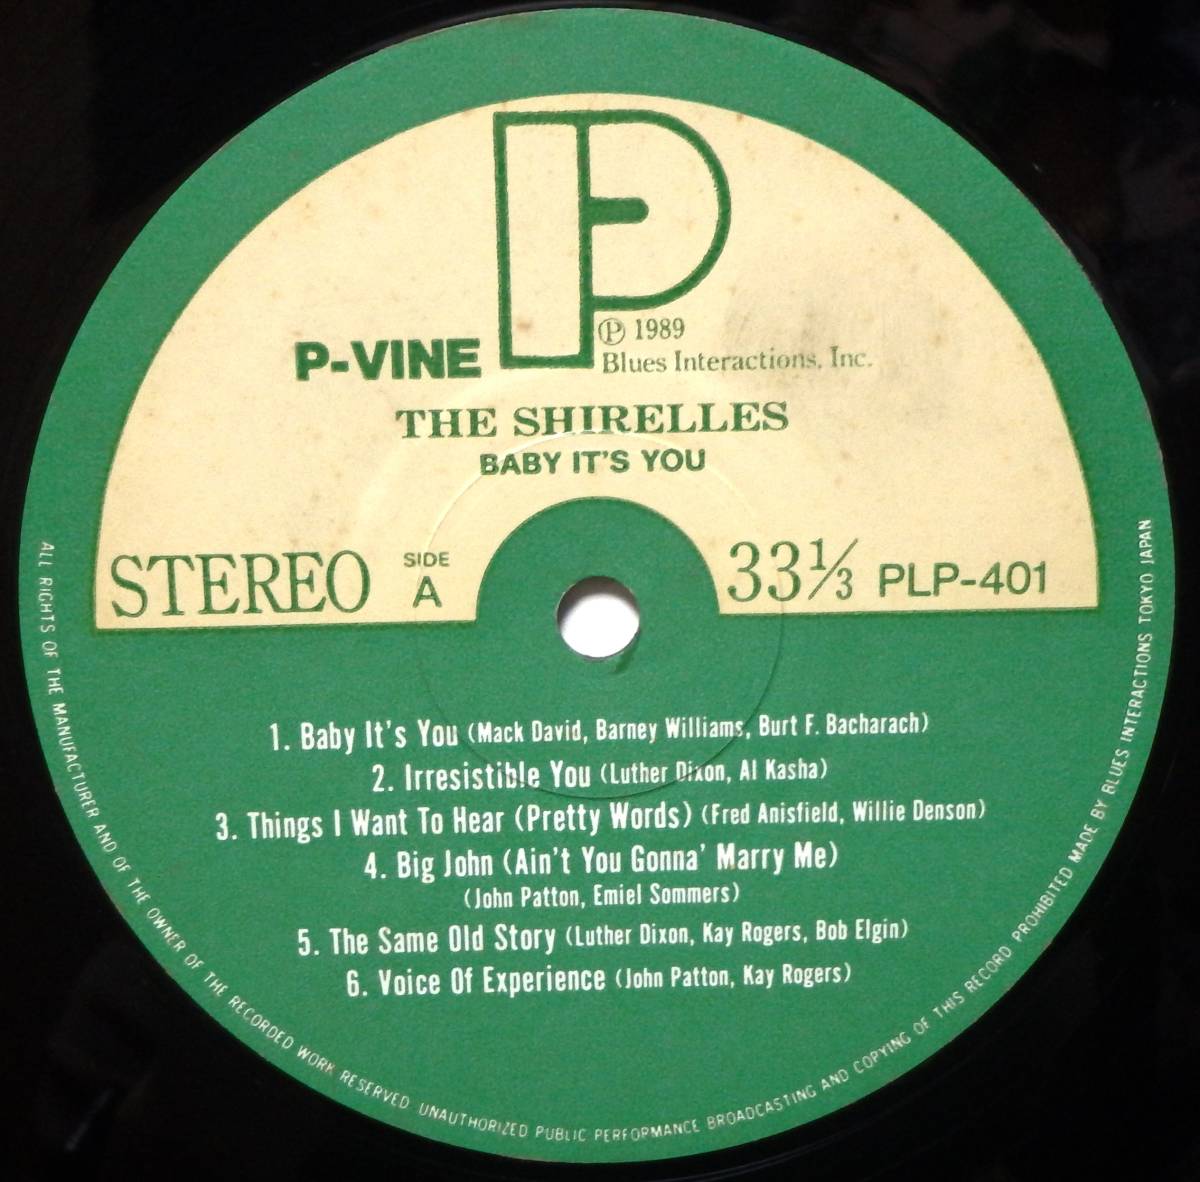 P
℗ 1989
P-VINE
Blues Interactions, Inc.
THE SHIRELLES
BABY IT'S YOU
STEREO
SIDE
A
33⅓ PLP-401
1. Baby It's You (Mack David, Barney Williams, Burt F. Bacharach)
2. Irresistible You (Luther Dixon, Al Kasha)
3. Things I Want To Hear (Pretty Words) (Fred Anisfield, Willie Denson)
4. Big John (Ain't You Gonna' Marry Me)
(John Patton, Emiel Sommers)
5. The Same Old Story (Luther Dixon, Kay Rogers, Bob Elgin)
6. Voice Of Experience (John Patton, Kay Rogers)
ALL RIGHTS OF THE MANUFACTURER AND OF THE OWNER OF THE RECORDED WORK RESERVED UNAUTHORIZED PUBLIC PERFORMANCE BROADCASTING AND COPYING OF THIS RECORD PROHIBITED MADE BY BLUES INTERACTIONS TOKYO JAPAN